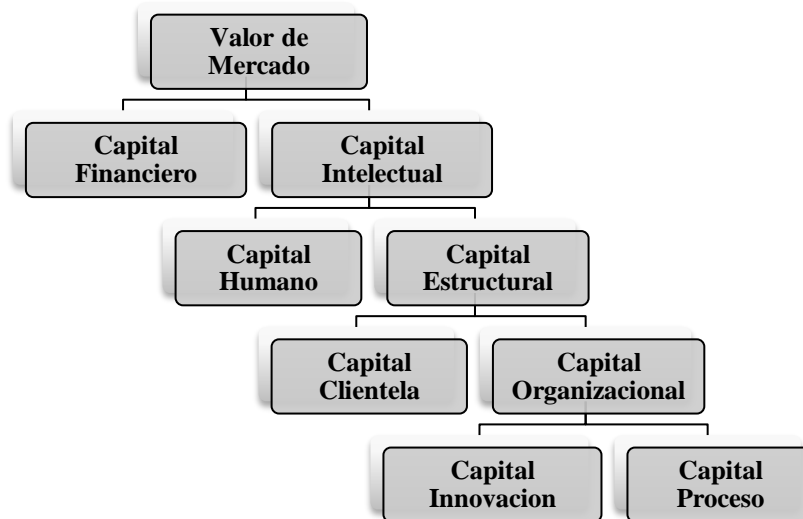 Valor de
Mercado
Capital
Financiero
Capital
Intelectual
Capital
Humano
Capital
Estructural
Capital
Clientela
Capital
Organizacional
Capital
Innovacion
Capital
Proceso